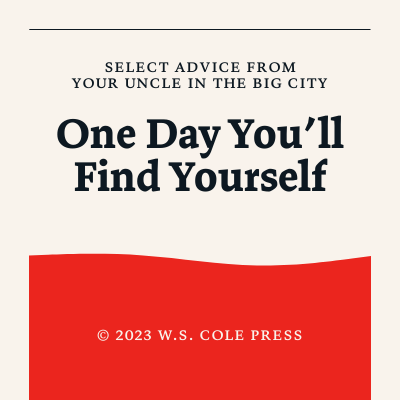 SELECT ADVICE FROM
YOUR UNCLE IN THE BIG CITY
One Day You’ll
Find Yourself
© 2023 W.S. COLE PRESS